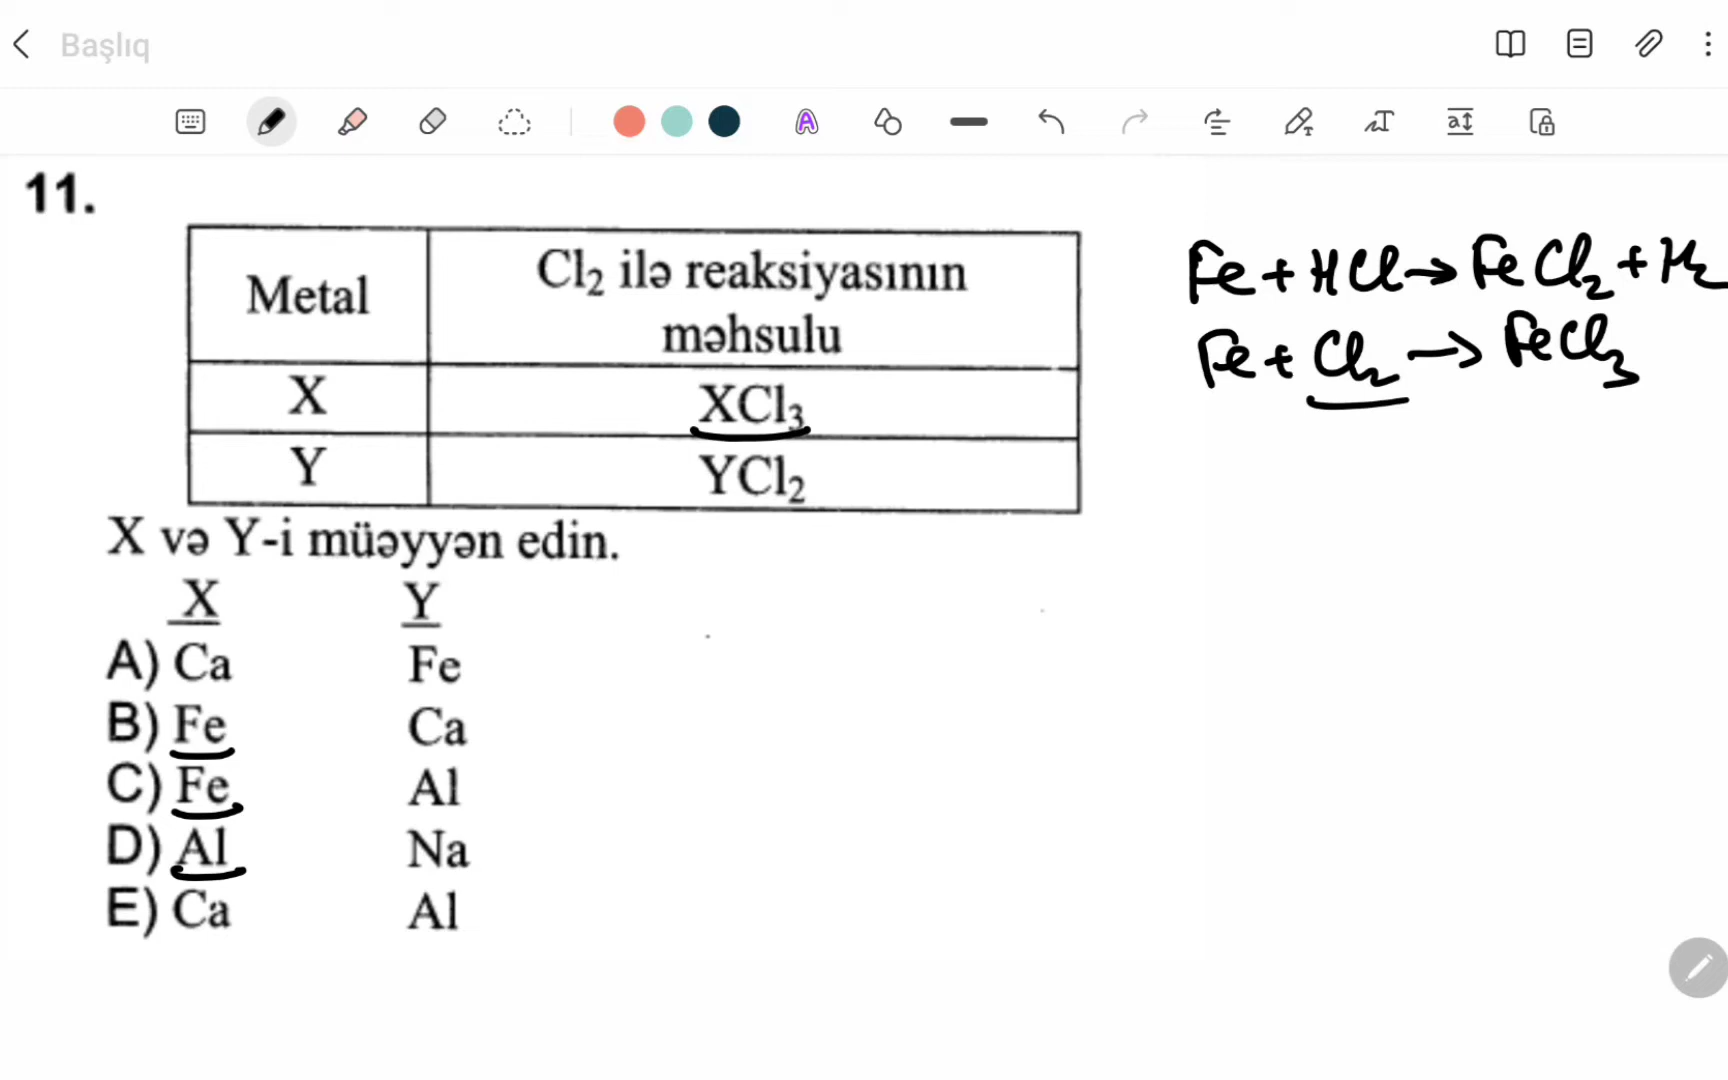 Başlıq
11.
Metal
Cl₂ ilə reaksiyasının
məhsulu
X
XCl₃
Y
YCl₂
X və Y-i müəyyən edin.
X Y
A) Ca Fe
B) Fe Ca
C) Fe Al
D) Al Na
E) Ca Al
Fe + HCl → FeCl₂ + H₂
Fe + Cl₂ → FeCl₃